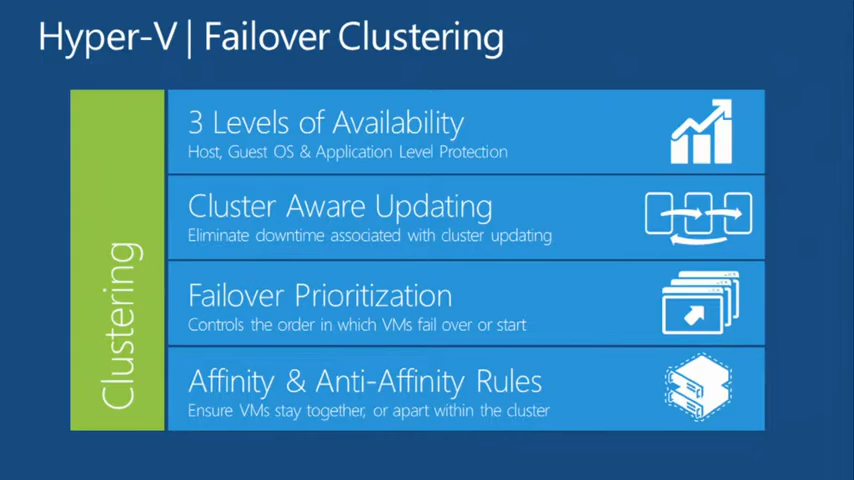 Hyper-V | Failover Clustering
Clustering
3 Levels of Availability
Host, Guest OS & Application Level Protection
Cluster Aware Updating
Eliminate downtime associated with cluster updating
Failover Prioritization
Controls the order in which VMs fail over or start
Affinity & Anti-Affinity Rules
Ensure VMs stay together, or apart within the cluster